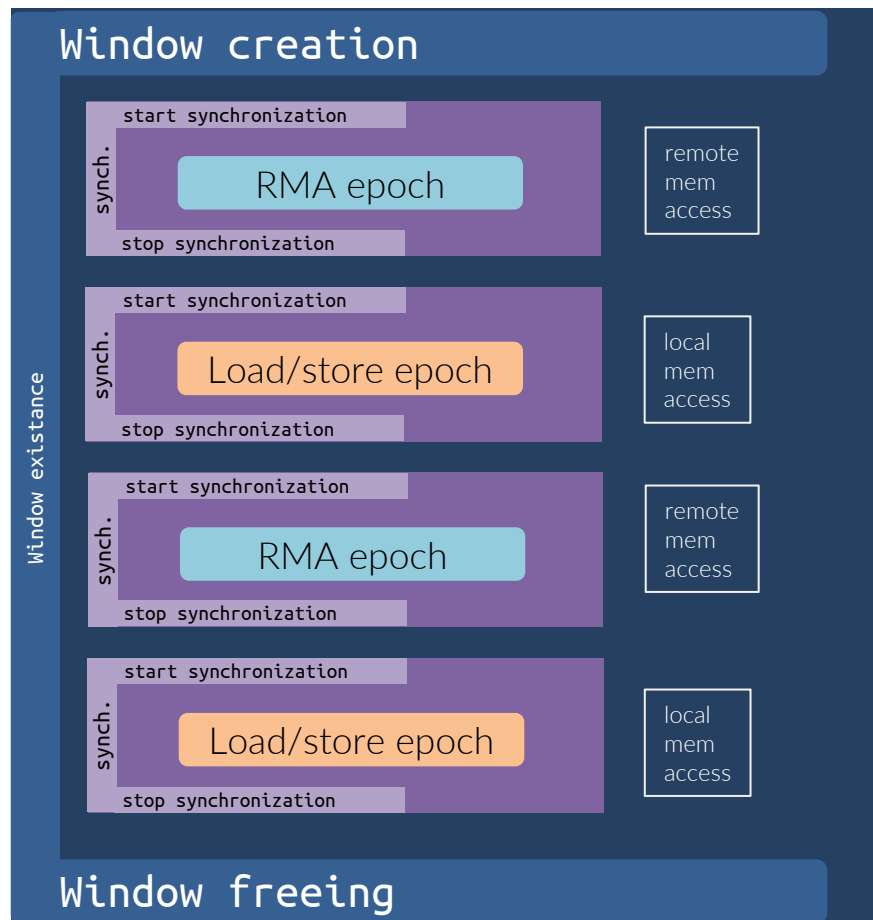 Window creation
start synchronization
synch.
RMA epoch
stop synchronization
remote
mem
access
start synchronization
synch.
Load/store epoch
stop synchronization
local
mem
access
Window existance
start synchronization
synch.
RMA epoch
stop synchronization
remote
mem
access
start synchronization
synch.
Load/store epoch
stop synchronization
local
mem
access
Window freeing